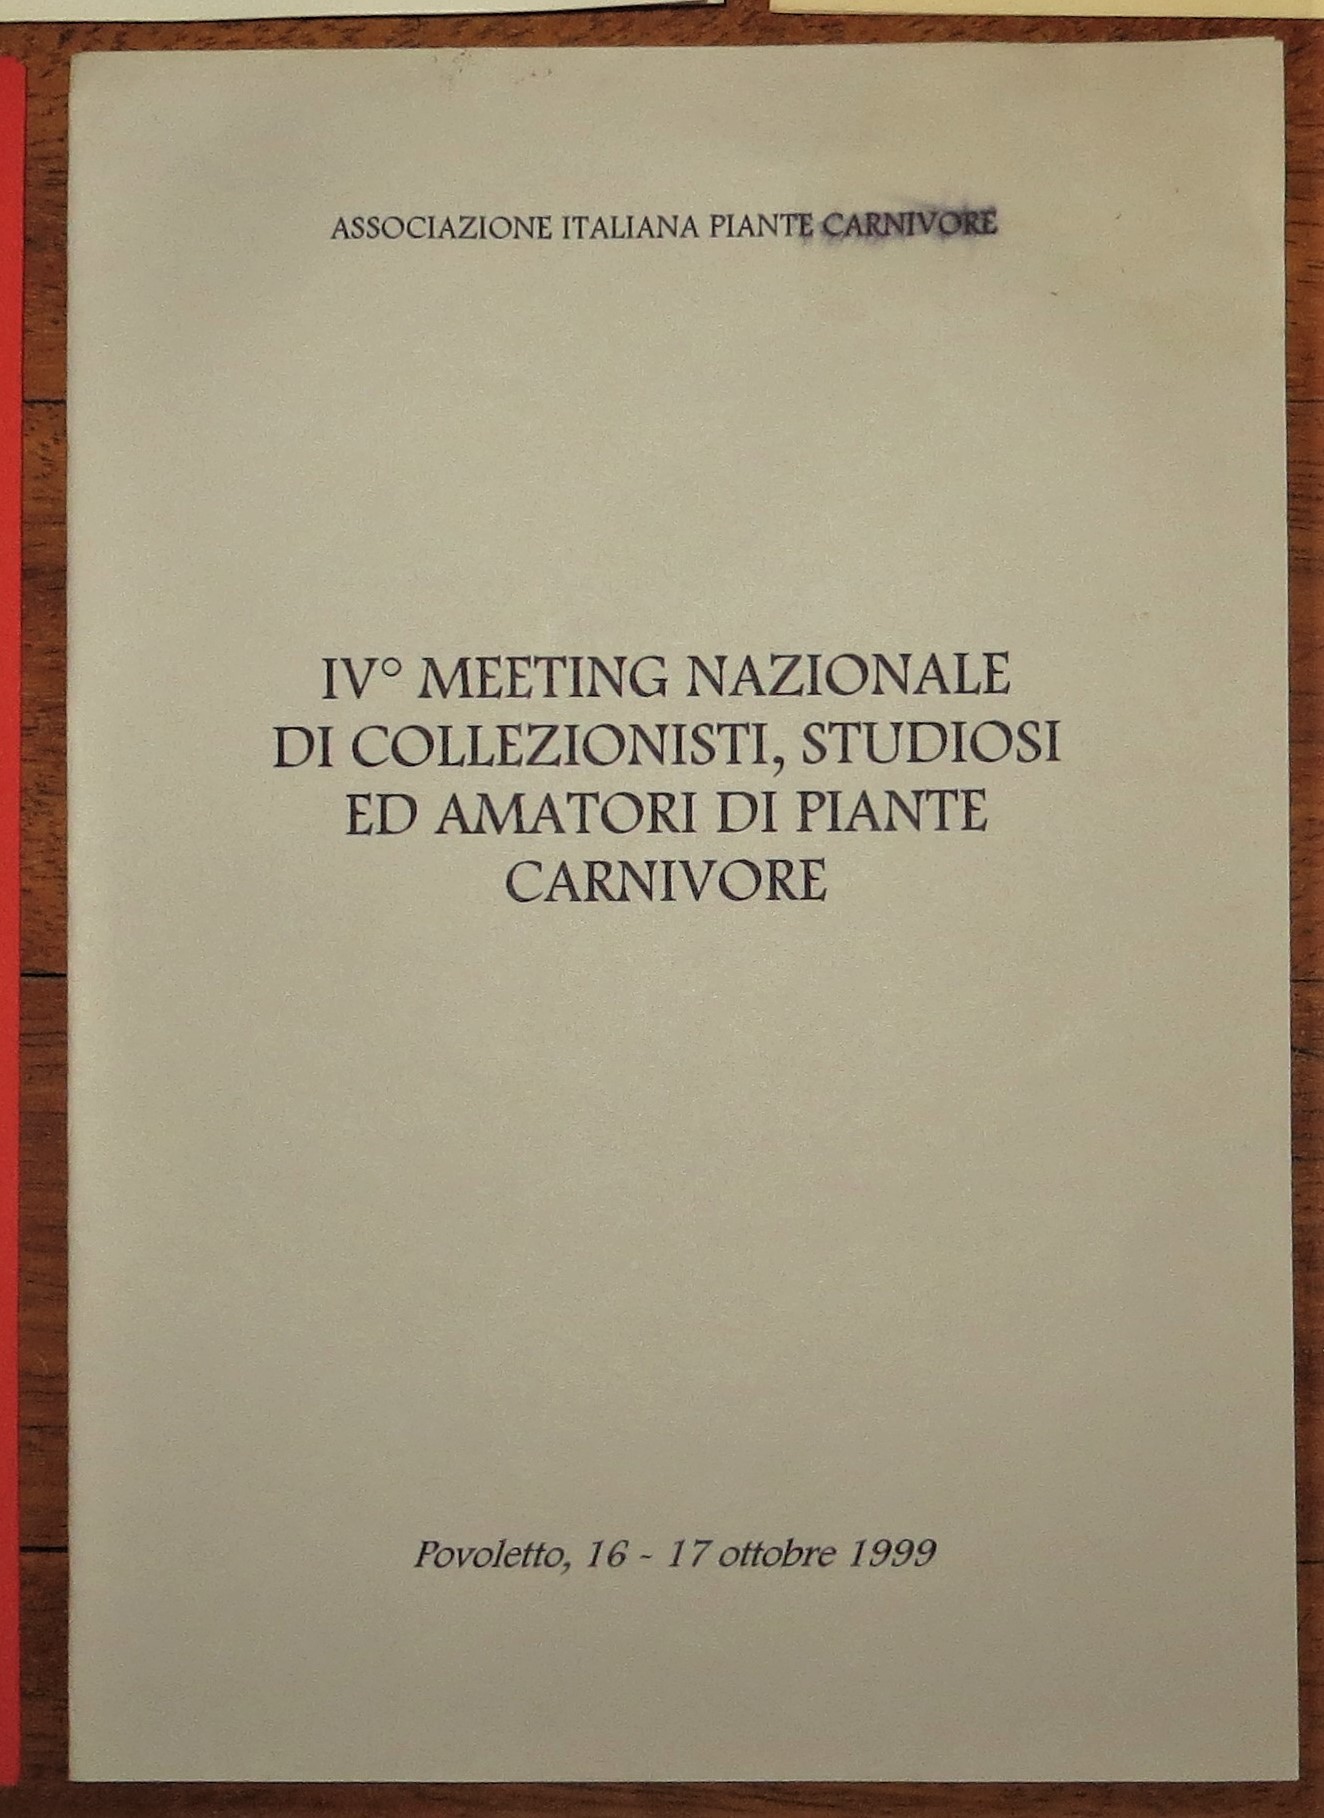 ASSOCIAZIONE ITALIANA PIANTE CARNIVORE
IV° MEETING NAZIONALE
DI COLLEZIONISTI, STUDIOSI
ED AMATORI DI PIANTE
CARNIVORE
Povoletto, 16 - 17 ottobre 1999